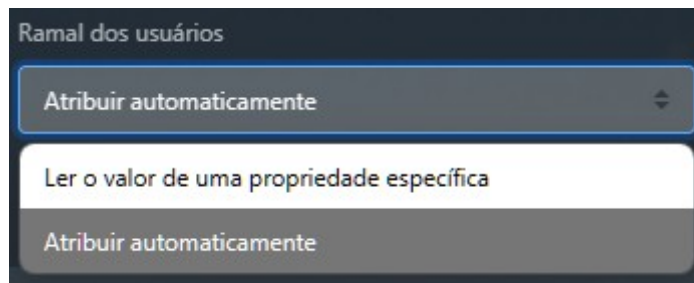 Ramal dos usuários
Atribuir automaticamente
Ler o valor de uma propriedade específica
Atribuir automaticamente